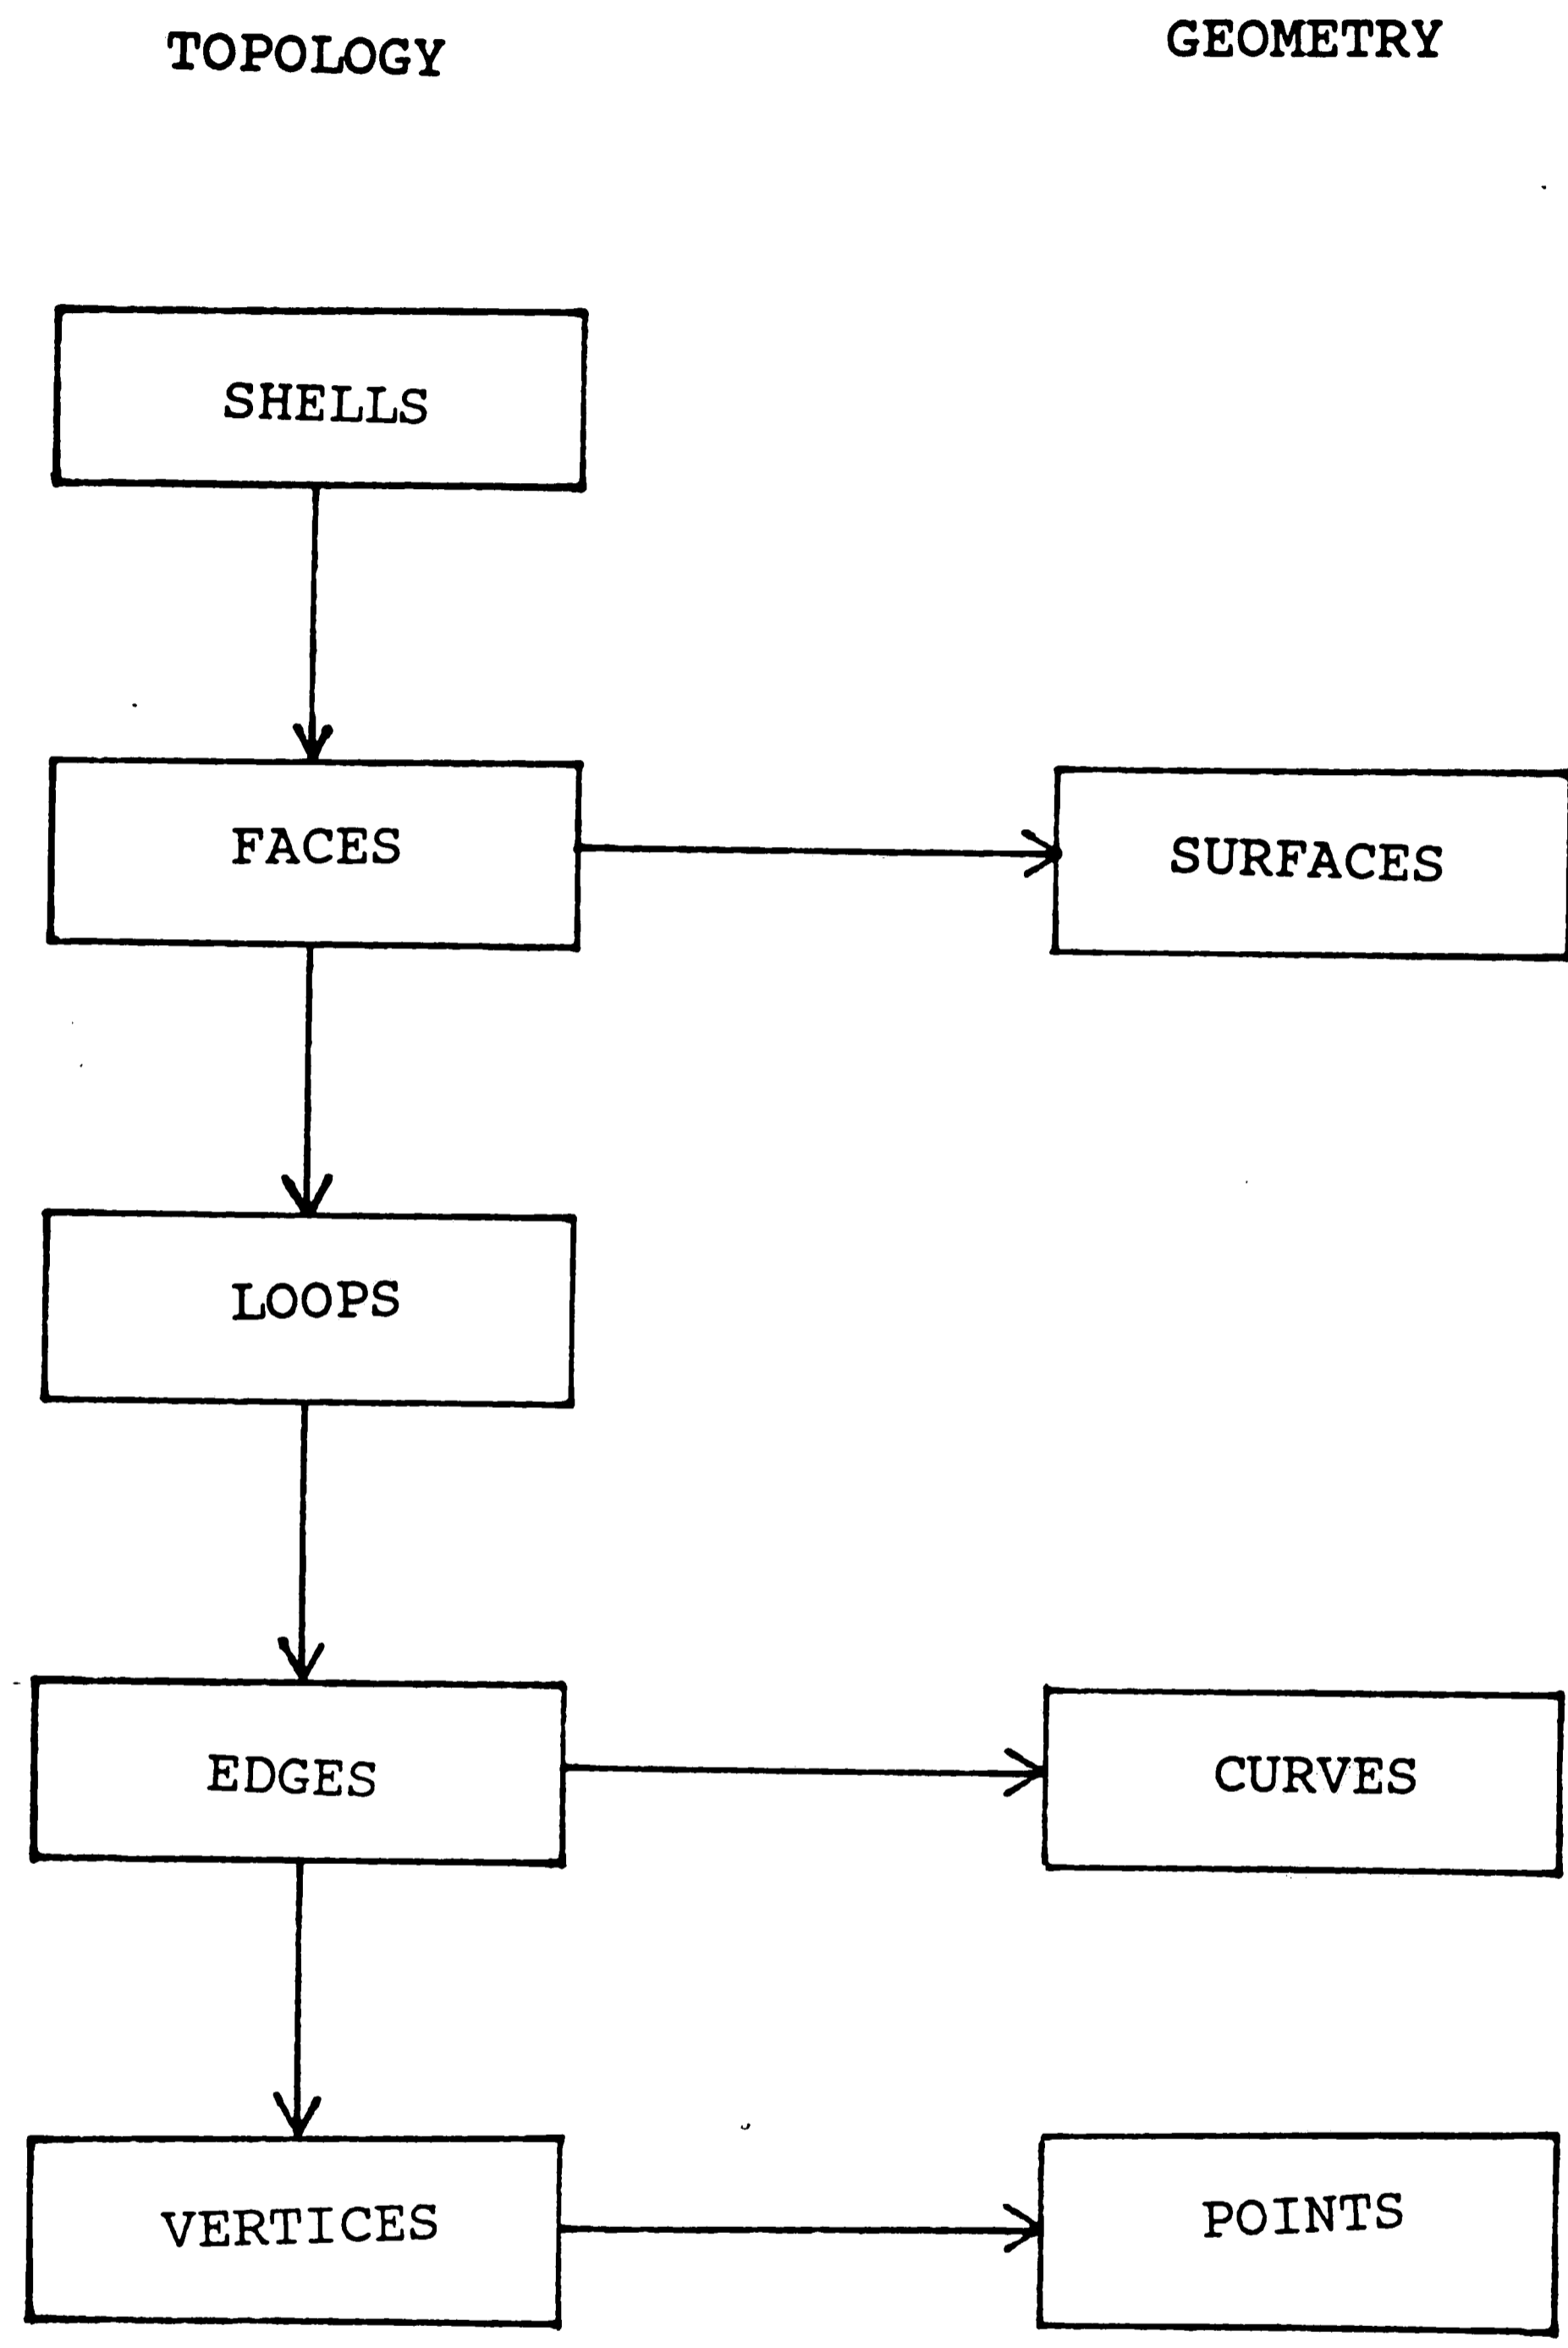 TOPOLOGY
GEOMETRY
SHELLS
FACES
SURFACES
LOOPS
EDGES
CURVES
VERTICES
POINTS